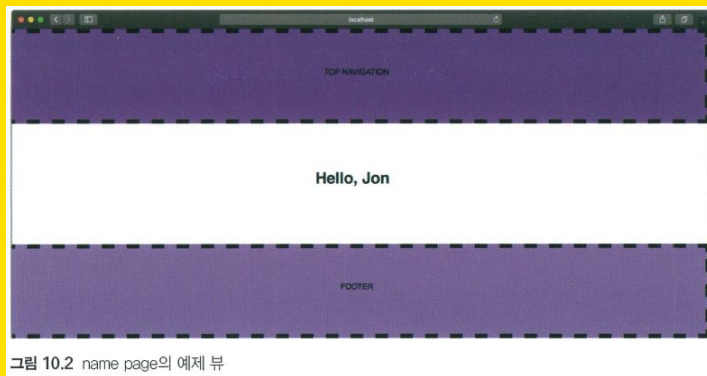 localhost
TOP NAVIGATION
Hello, Jon
FOOTER
그림 10.2 name page의 예제 뷰